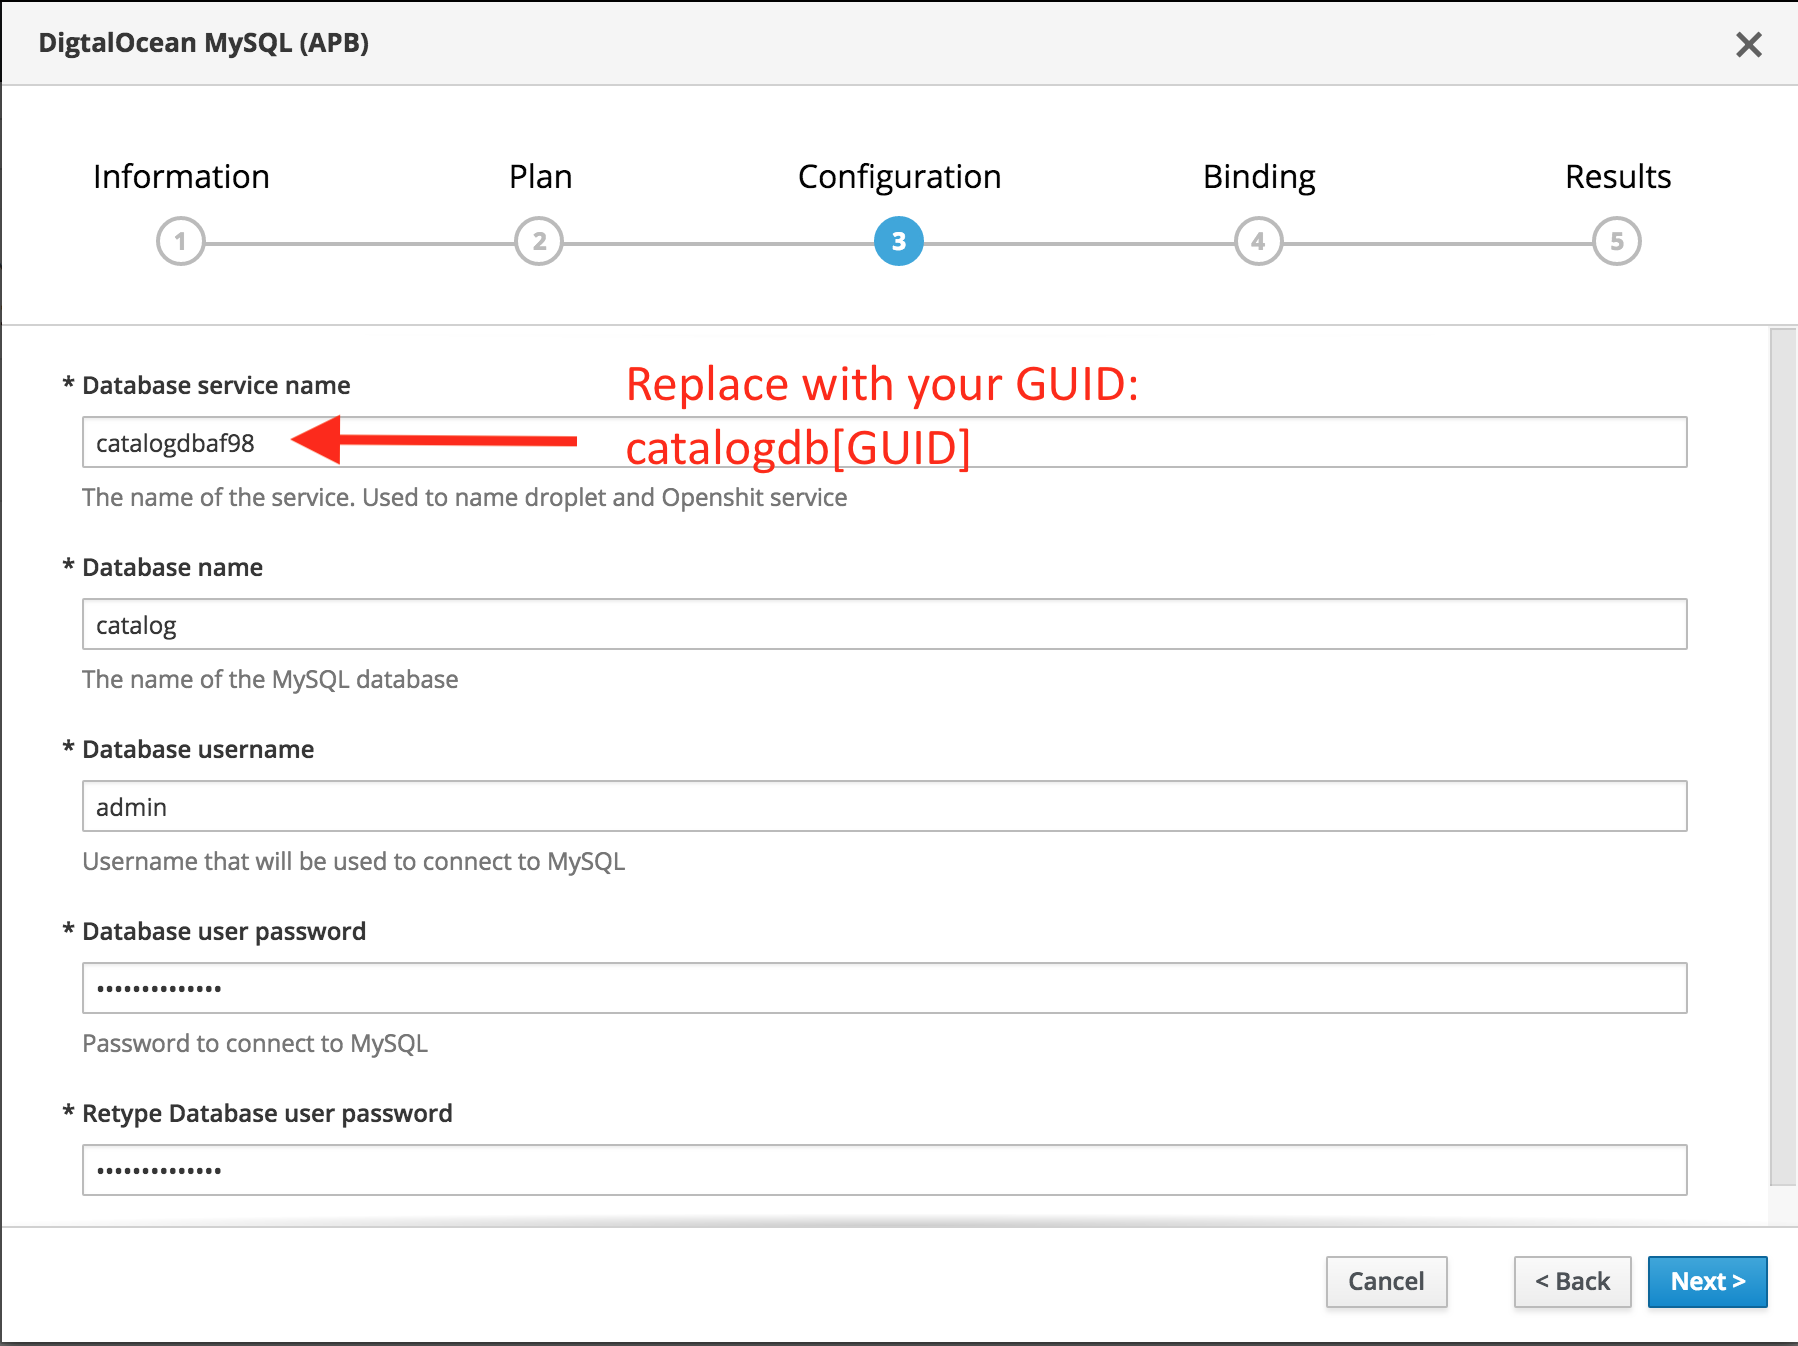 DigtalOcean MySQL (APB)
Information Plan Configuration Binding Results
1 2 3 4 5
* Database service name
Replace with your GUID:
catalogdbaf98
catalogdb[GUID]
The name of the service. Used to name droplet and Openshit service
* Database name
catalog
The name of the MySQL database
* Database username
admin
Username that will be used to connect to MySQL
* Database user password
••••••••••••••
Password to connect to MySQL
* Retype Database user password
••••••••••••••
Cancel < Back Next >